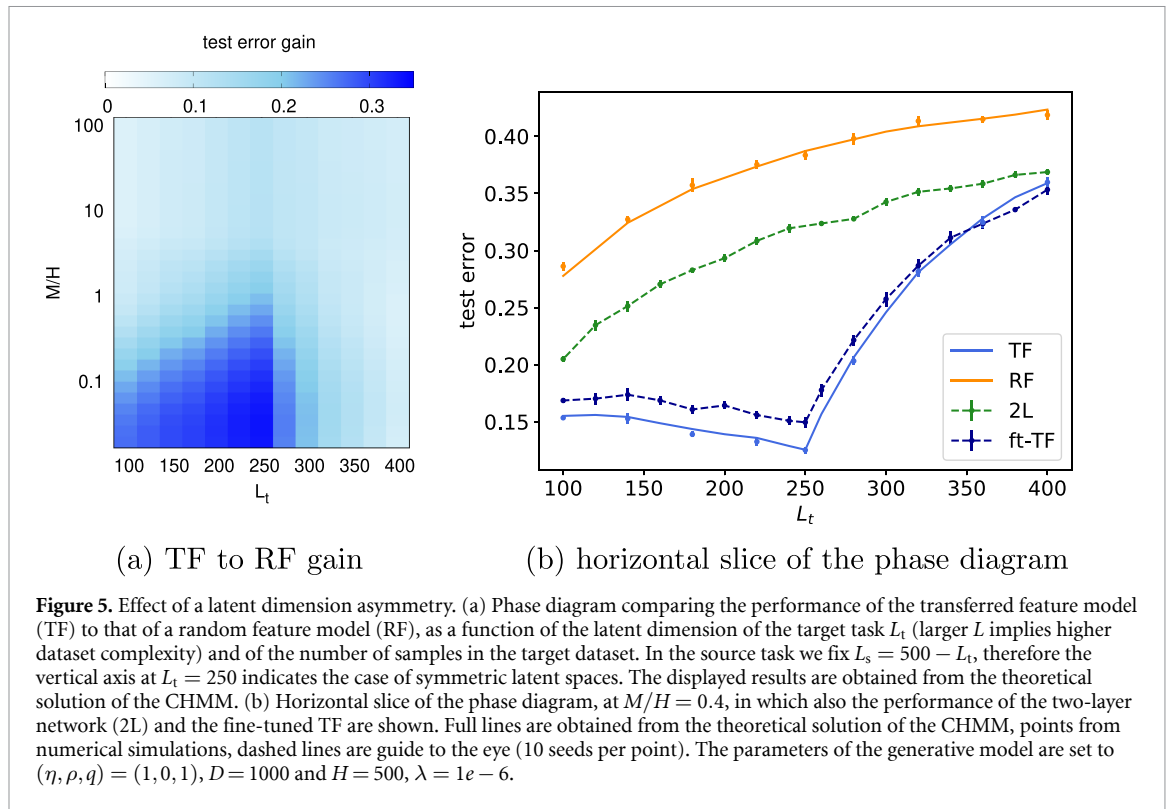 test error gain
0 0.1 0.2 0.3
100
10
1
0.1
M/H
100 150 200 250 300 350 400
L_t
0.40
0.35
0.30
0.25
0.20
0.15
test error
100 150 200 250 300 350 400
L_t
TF
RF
2L
ft-TF
(a) TF to RF gain
(b) horizontal slice of the phase diagram
Figure 5. Effect of a latent dimension asymmetry. (a) Phase diagram comparing the performance of the transferred feature model
(TF) to that of a random feature model (RF), as a function of the latent dimension of the target task L_t (larger L implies higher
dataset complexity) and of the number of samples in the target dataset. In the source task we fix L_s = 500 − L_t, therefore the
vertical axis at L_t = 250 indicates the case of symmetric latent spaces. The displayed results are obtained from the theoretical
solution of the CHMM. (b) Horizontal slice of the phase diagram, at M/H = 0.4, in which also the performance of the two-layer
network (2L) and the fine-tuned TF are shown. Full lines are obtained from the theoretical solution of the CHMM, points from
numerical simulations, dashed lines are guide to the eye (10 seeds per point). The parameters of the generative model are set to
(η, ρ, q) = (1, 0, 1), D = 1000 and H = 500, λ = 1e − 6.